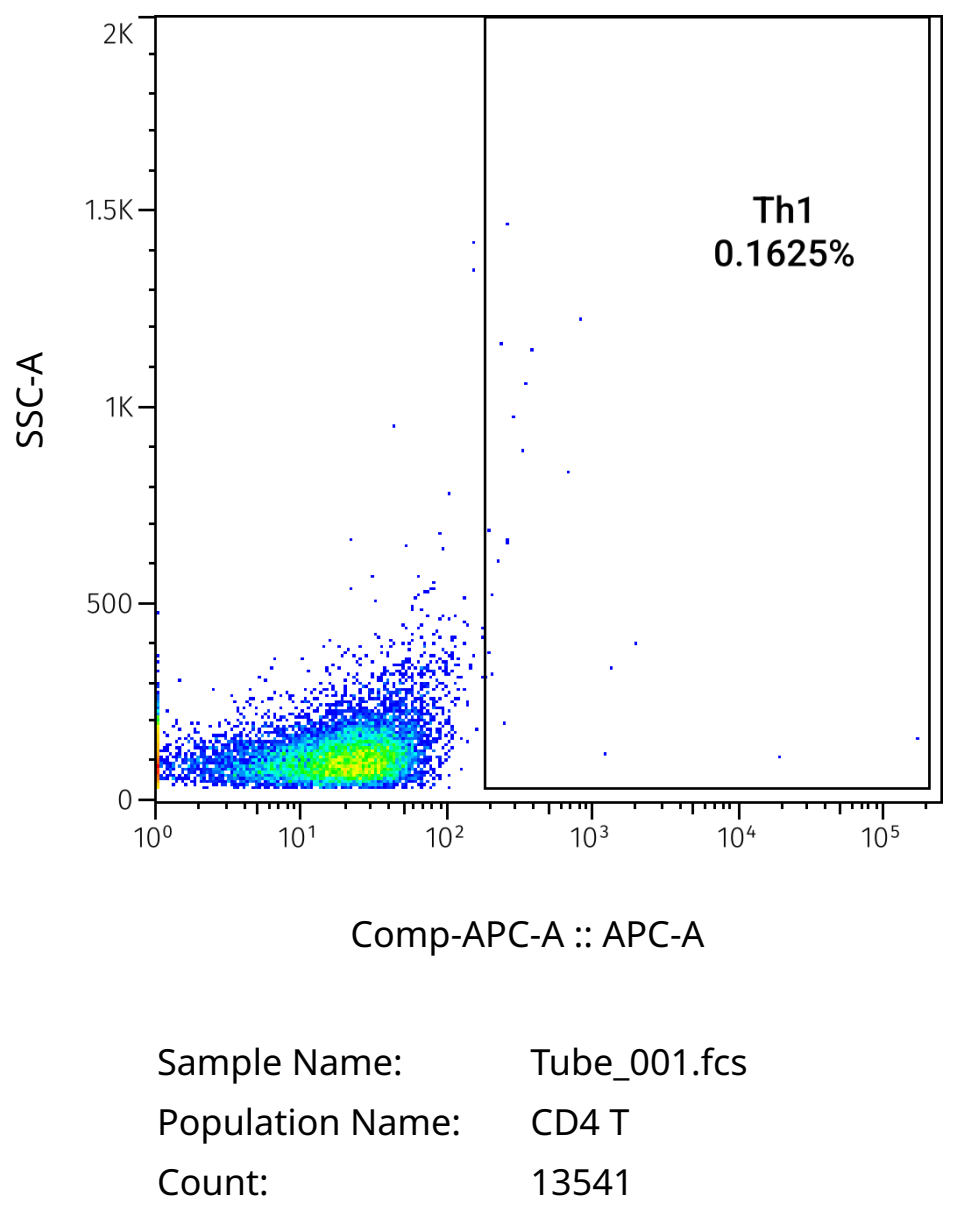 2K
1.5K
1K
500
0
SSC-A
Th1
0.1625%
10⁰ 10¹ 10² 10³ 10⁴ 10⁵
Comp-APC-A :: APC-A
Sample Name: Tube_001.fcs
Population Name: CD4 T
Count: 13541